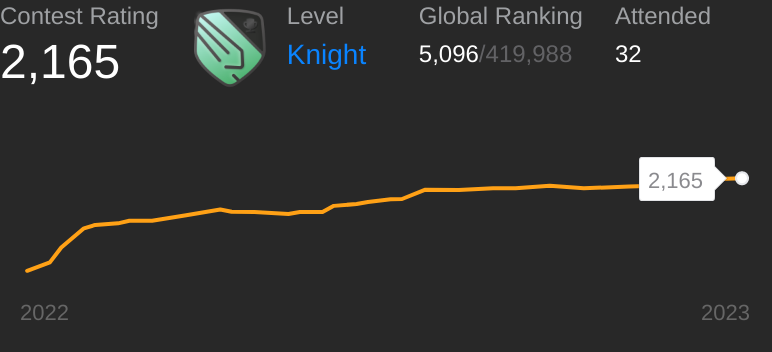 Contest Rating
2,165
Level
Knight
Global Ranking
5,096/419,988
Attended
32
2,165
2022
2023